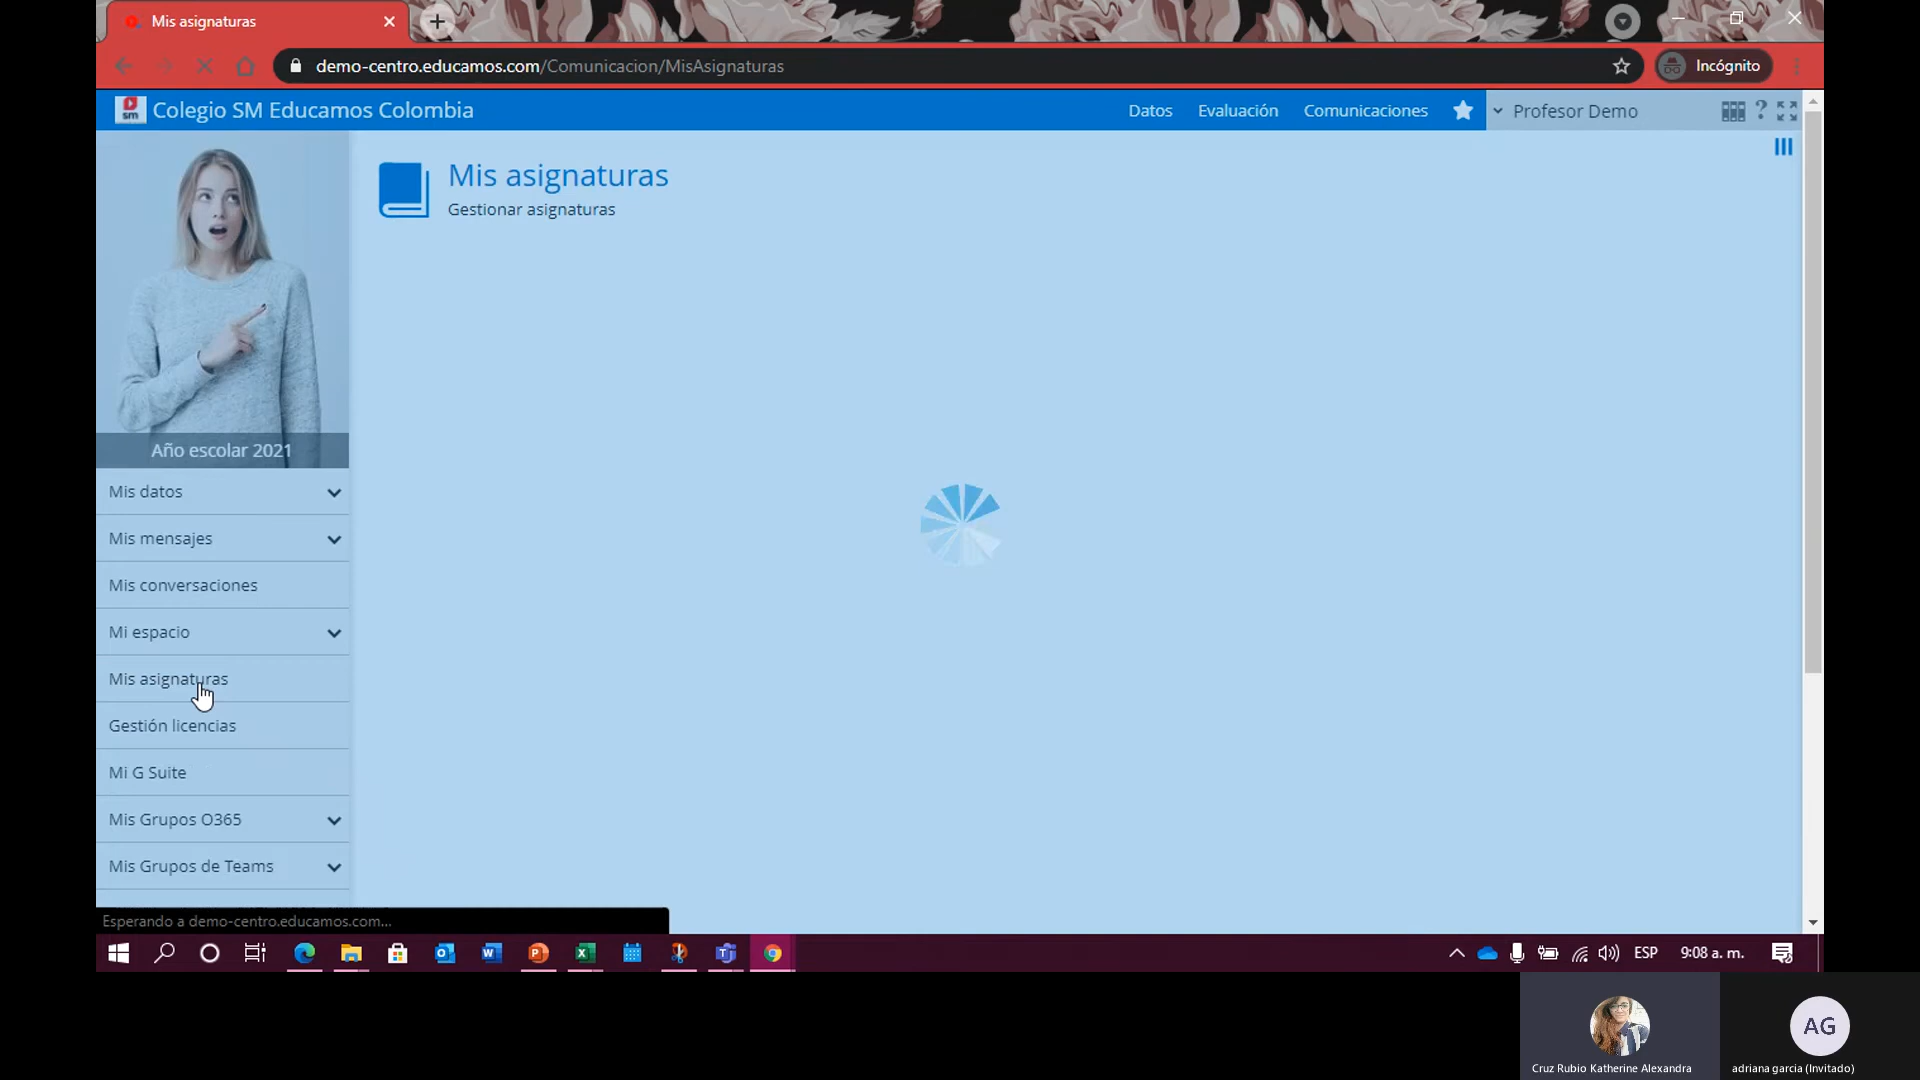 Mis asignaturas
demo-centro.educamos.com/Comunicacion/MisAsignaturas
Incógnito
sm
Colegio SM Educamos Colombia
Datos
Evaluación
Comunicaciones
Profesor Demo
?
Mis asignaturas
Gestionar asignaturas
Año escolar 2021
Mis datos
Mis mensajes
Mis conversaciones
Mi espacio
Mis asignaturas
Gestión licencias
Mi G Suite
Mis Grupos O365
Mis Grupos de Teams
Esperando a demo-centro.educamos.com...
ESP
9:08 a. m.
AG
Cruz Rubio Katherine Alexandra
adriana garcia (Invitado)